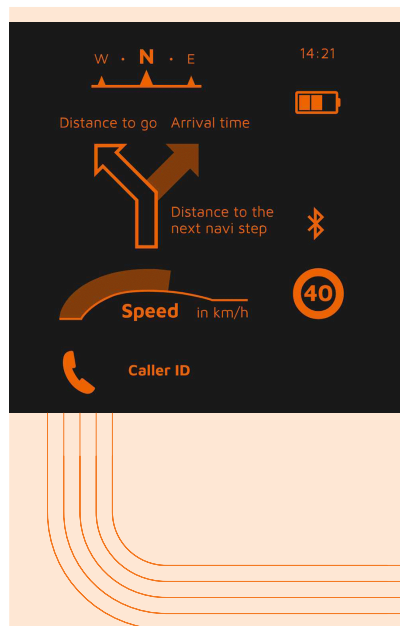 W · N · E
14:21
Distance to go
Arrival time
Distance to the
next navi step
40
Speed in km/h
Caller ID